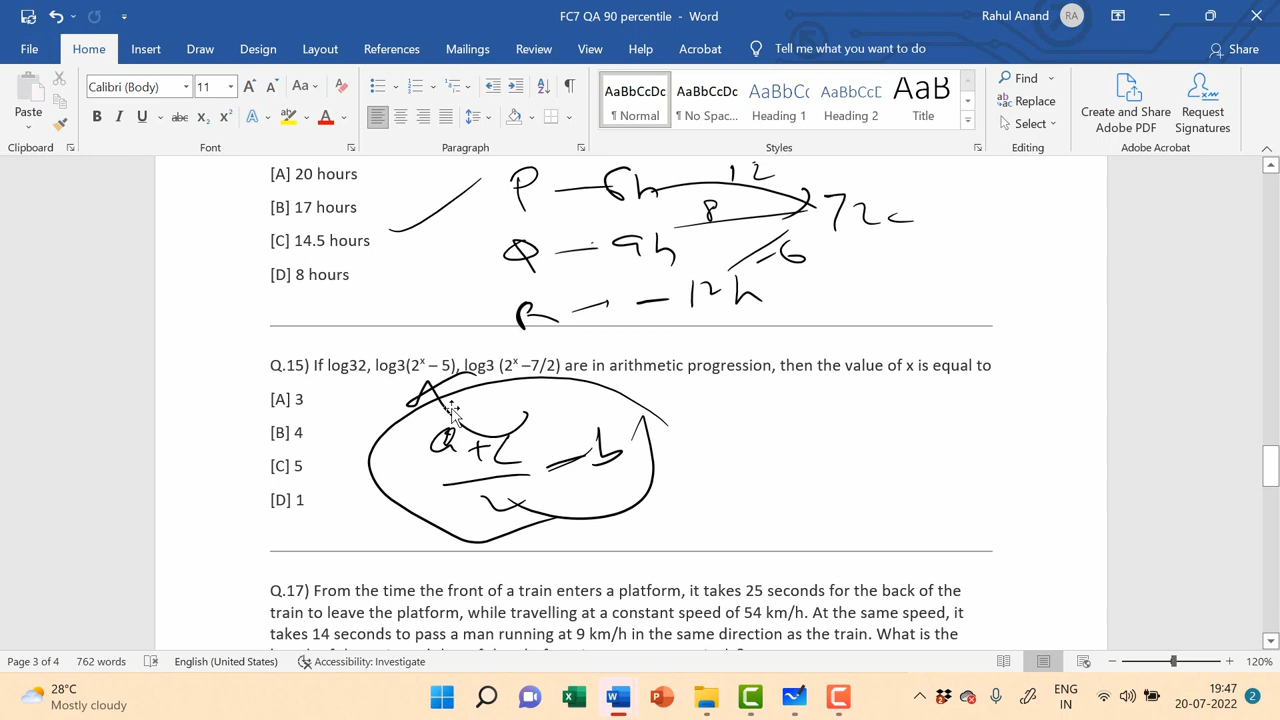 FC7 QA 90 percentile - Word
Rahul Anand RA
File Home Insert Draw Design Layout References Mailings Review View Help Acrobat Tell me what you want to do Share
Paste
Calibri (Body) 11
B I U abc x2 x2
AaBbCcDc AaBbCcDc AaBbCc AaBbCcD AaB
¶ Normal ¶ No Spac... Heading Heading 2 Title
Find
Replace
Select
Create and Share Adobe PDF
Request Signatures
Clipboard Font Paragraph Styles Editing Adobe Acrobat
[A] 20 hours
[B] 17 hours
[C] 14.5 hours
[D] 8 hours
P 6h 12
8 72
Q 9h
6
R 12h
Q.15) If log32, log3(2ˣ – 5), log3 (2ˣ –7/2) are in arithmetic progression, then the value of x is equal to
[A] 3
[B] 4
[C] 5
[D] 1
a+c = b
2
Q.17) From the time the front of a train enters a platform, it takes 25 seconds for the back of the
train to leave the platform, while travelling at a constant speed of 54 km/h. At the same speed, it
takes 14 seconds to pass a man running at 9 km/h in the same direction as the train. What is the
Page 3 of 4 762 words English (United States) Accessibility: Investigate 120%
28°C
Mostly cloudy
ENG
IN
19:47
20-07-2022
2